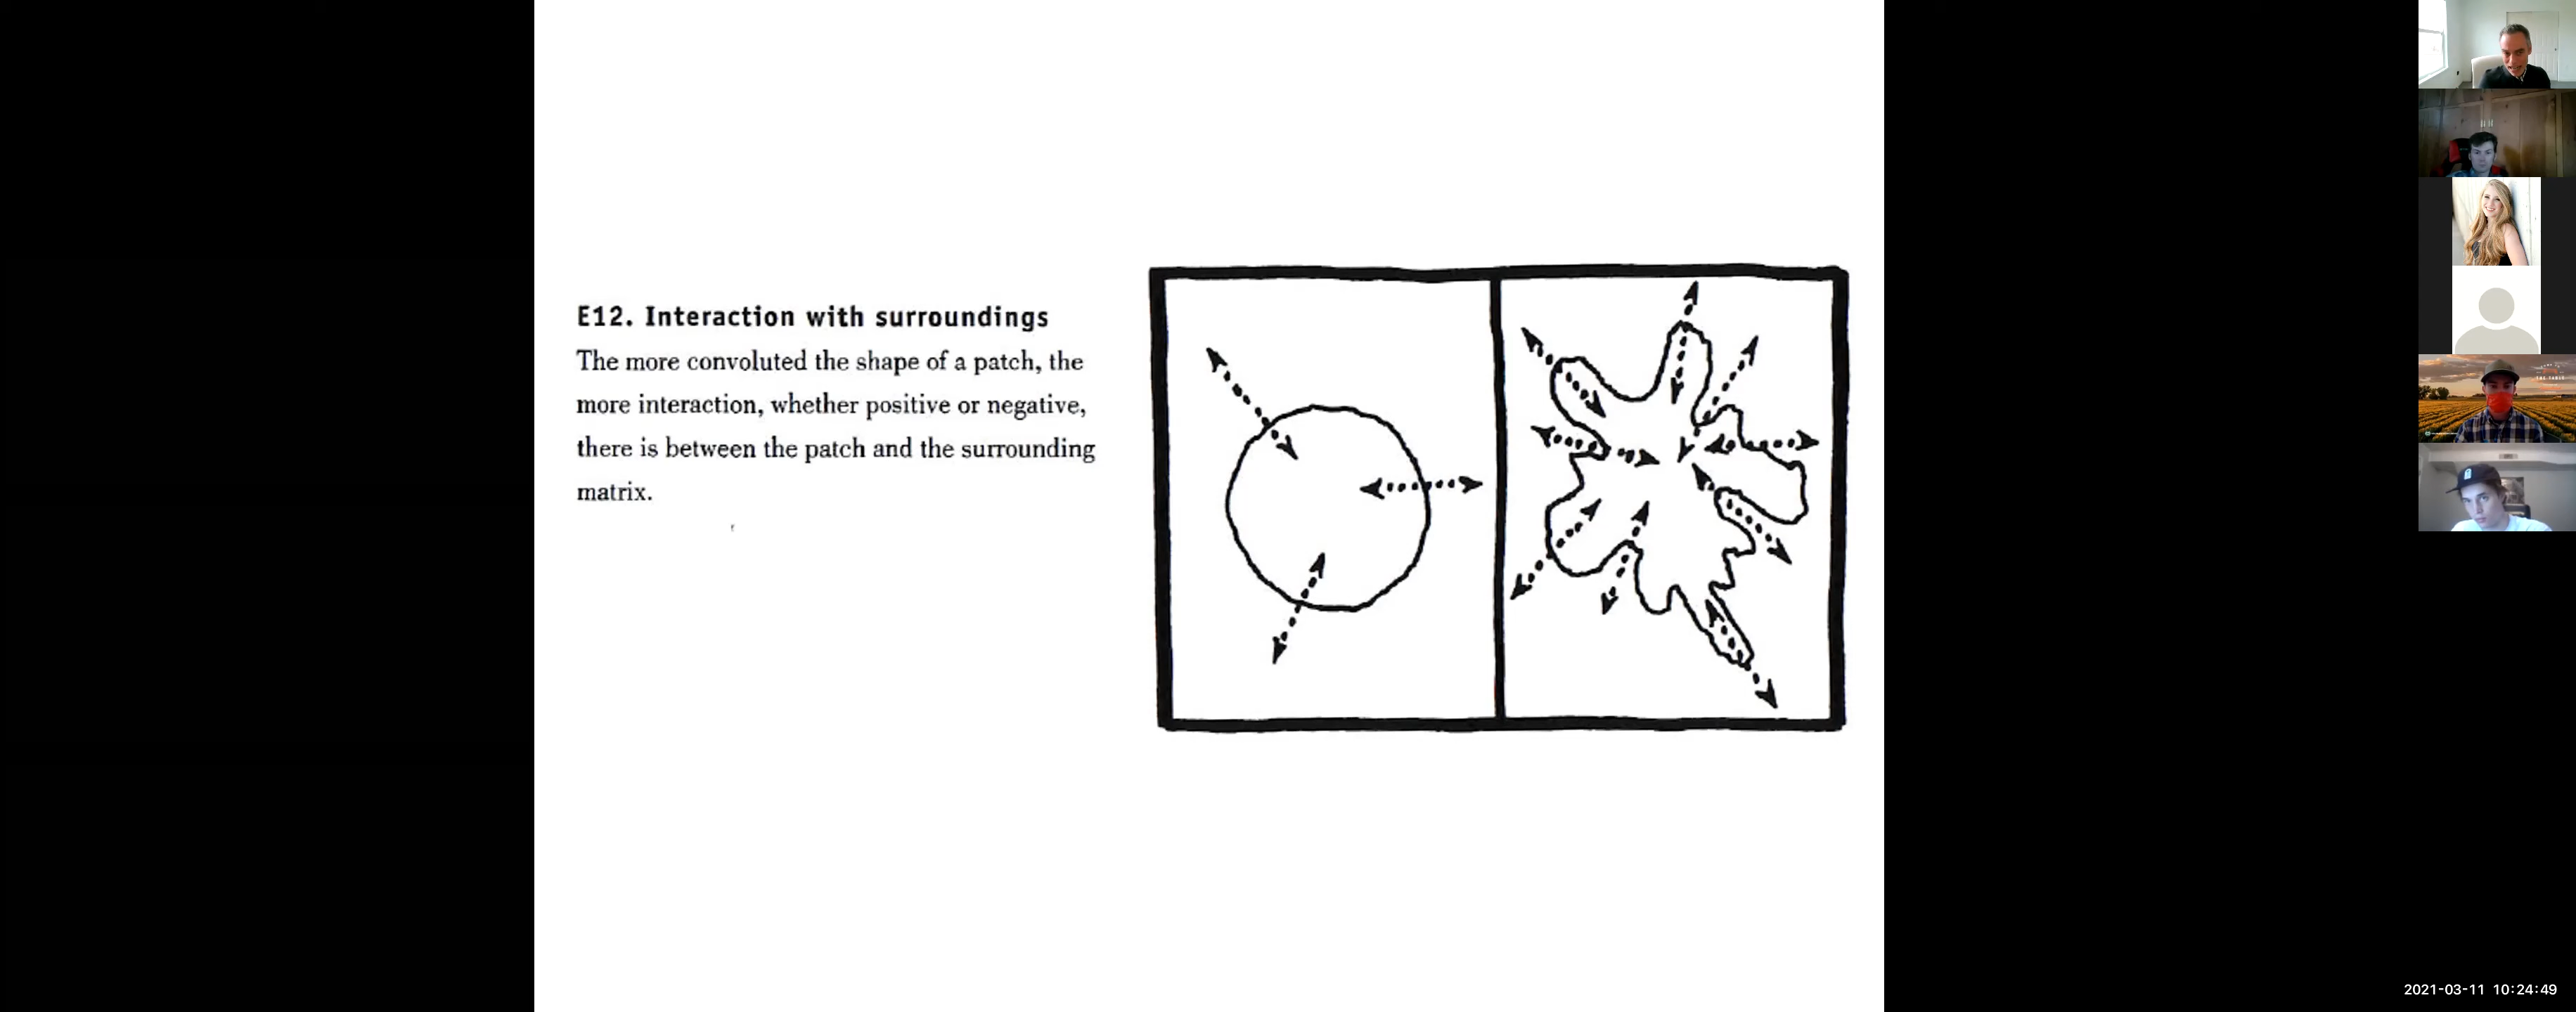 E12. Interaction with surroundings
The more convoluted the shape of a patch, the
more interaction, whether positive or negative,
there is between the patch and the surrounding
matrix.
2021-03-11 10:24:49